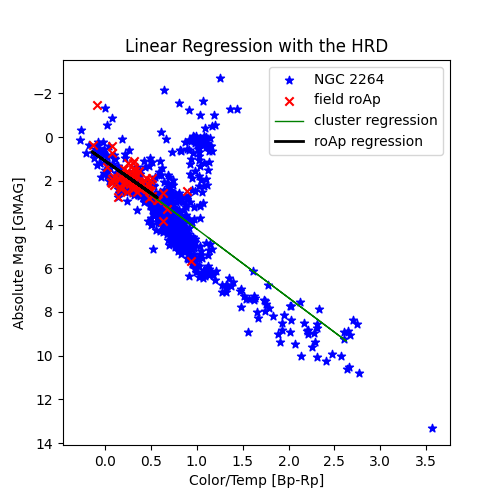 Linear Regression with the HRD
NGC 2264
field roAp
cluster regression
roAp regression
Absolute Mag [GMAG]
−2
0
2
4
6
8
10
12
14
0.0 0.5 1.0 1.5 2.0 2.5 3.0 3.5
Color/Temp [Bp-Rp]